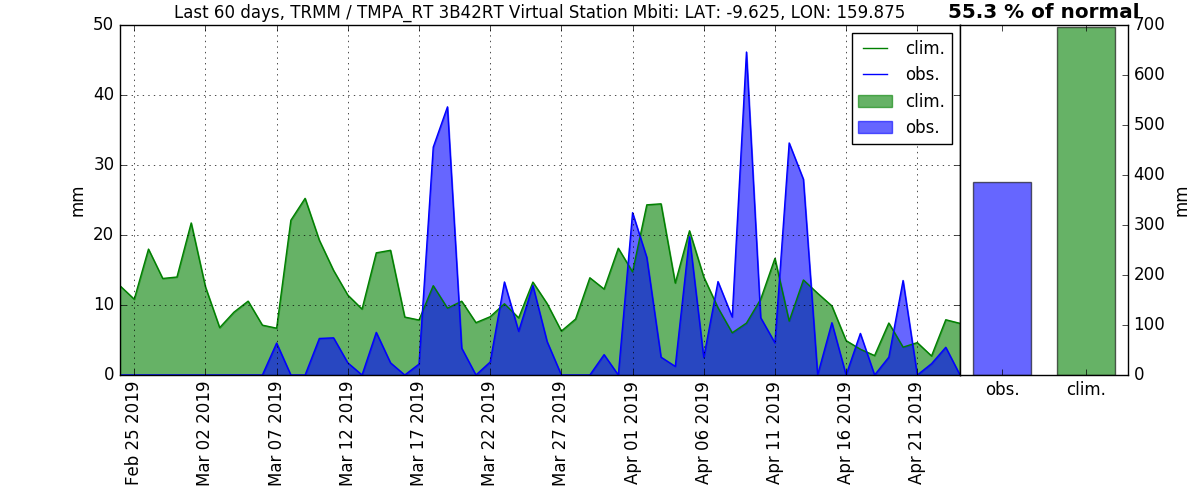 Last 60 days, TRMM / TMPA_RT 3B42RT Virtual Station Mbiti: LAT: -9.625, LON: 159.875
55.3 % of normal
50
40
30
20
10
0
mm
clim.
obs.
clim.
obs.
700
600
500
400
300
200
100
0
mm
Feb 25 2019
Mar 02 2019
Mar 07 2019
Mar 12 2019
Mar 17 2019
Mar 22 2019
Mar 27 2019
Apr 01 2019
Apr 06 2019
Apr 11 2019
Apr 16 2019
Apr 21 2019
obs.
clim.